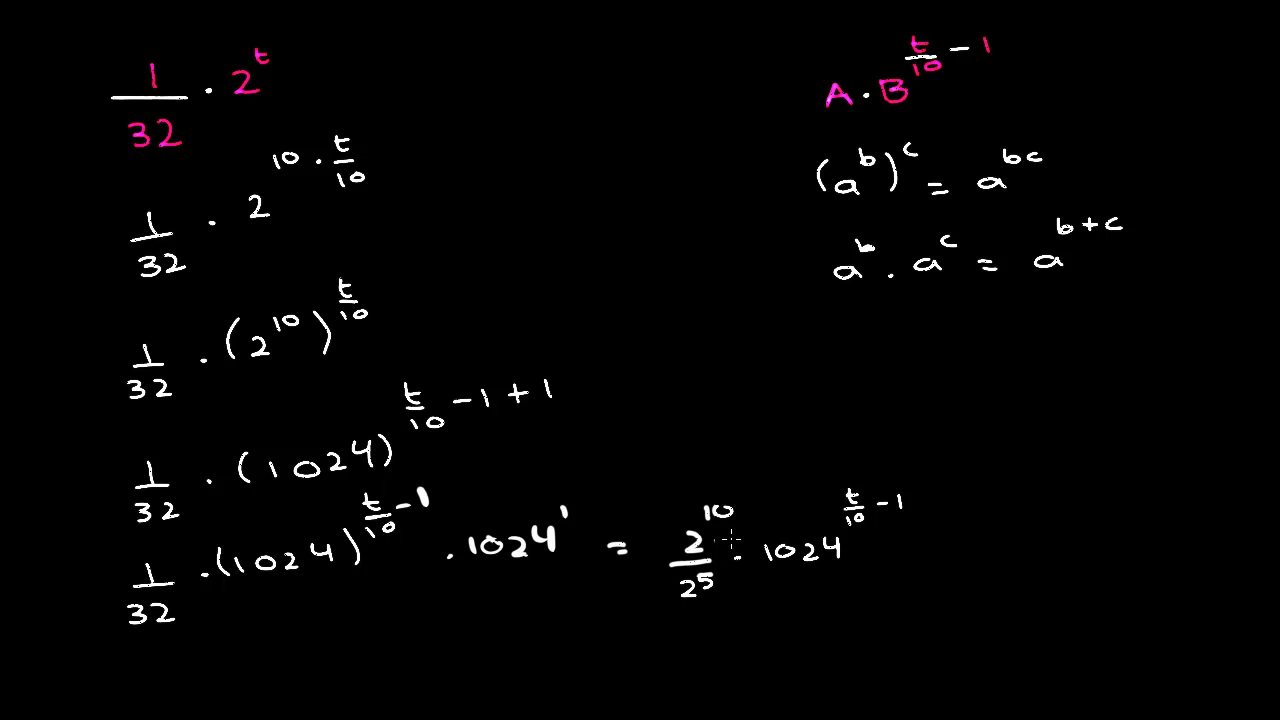 1/32 · 2^t
A · B^(t/10 - 1)
1/32 · 2^(10 · t/10)
(a^b)^c = a^(bc)
a^b · a^c = a^(b+c)
1/32 · (2^10)^(t/10)
1/32 · (1024)^(t/10 - 1 + 1)
1/32 · (1024)^(t/10 - 1) · 1024^1 = 2^10/2^5 · 1024^(t/10 - 1)